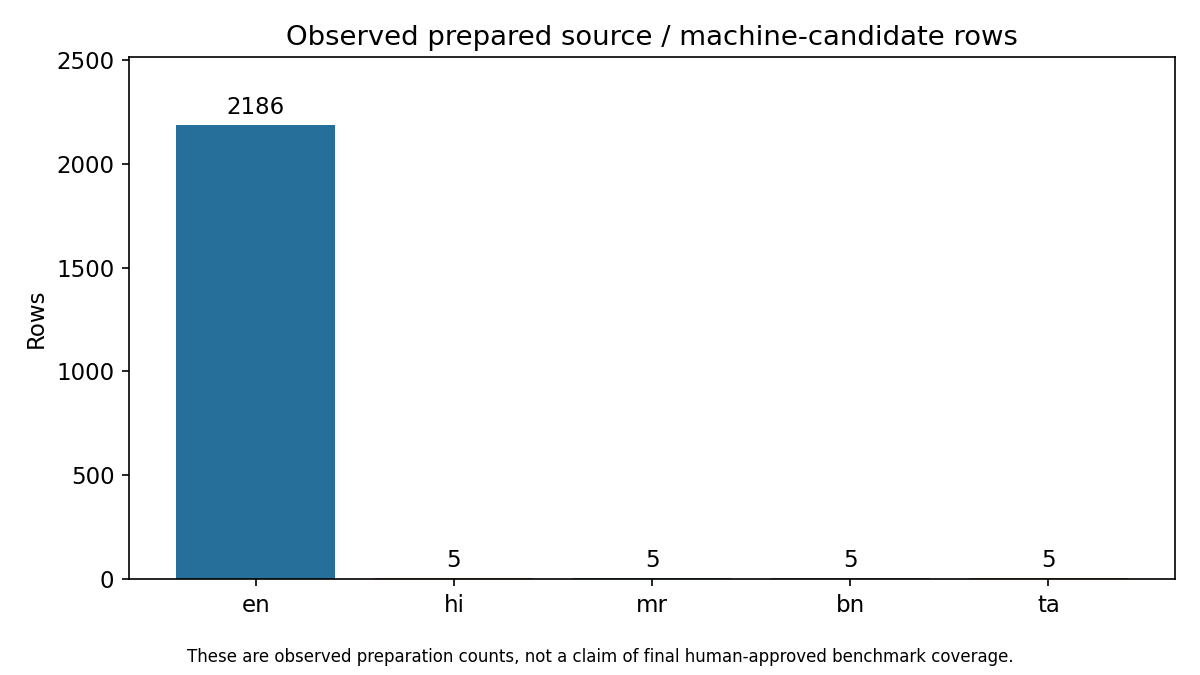 Observed prepared source / machine-candidate rows
2500
2186
2000
1500
Rows
1000
500
5 5 5 5
0
en hi mr bn ta
These are observed preparation counts, not a claim of final human-approved benchmark coverage.